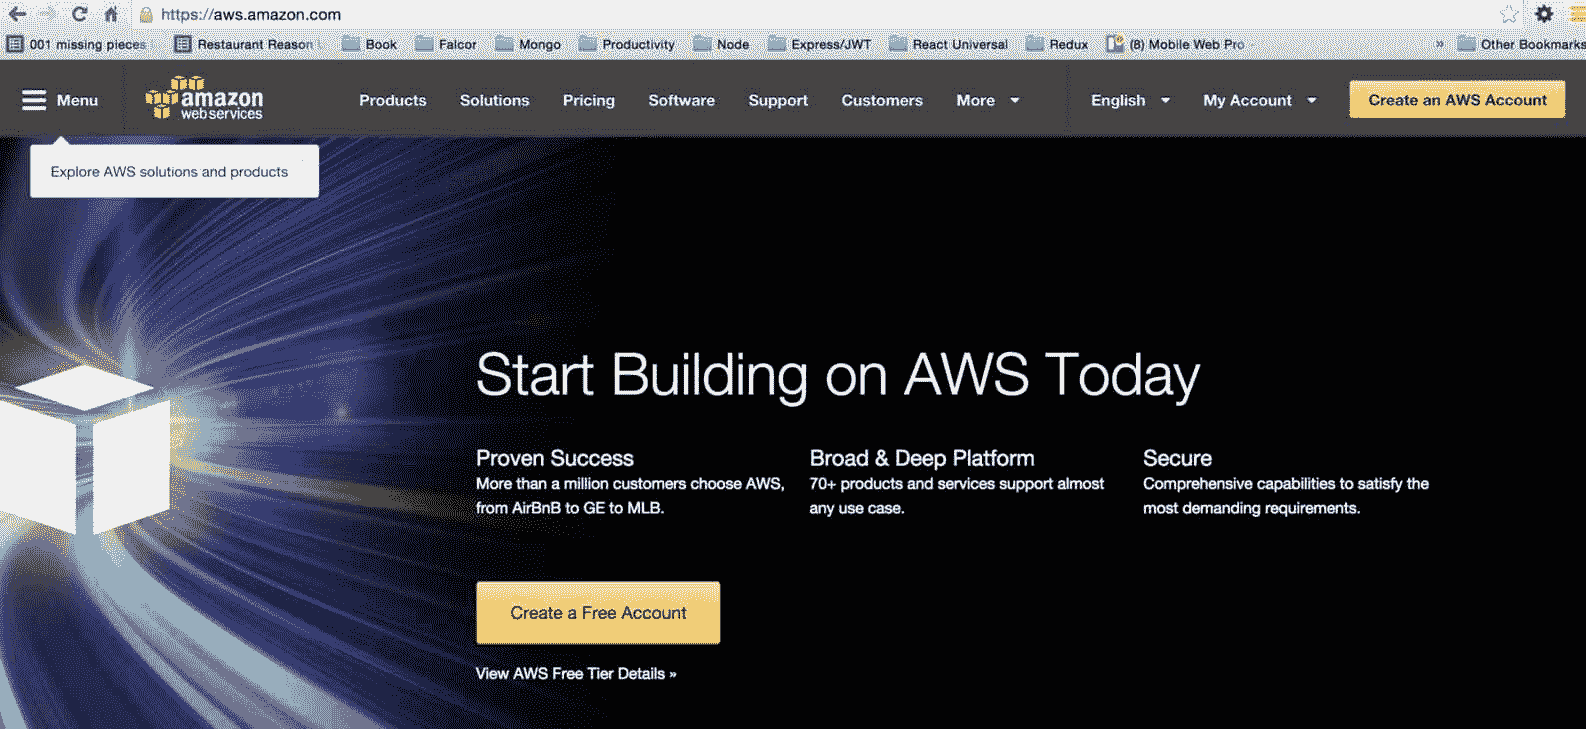 https://aws.amazon.com
001 missing pieces
Restaurant Reason
Book
Falcor
Mongo
Productivity
Node
Express/JWT
React Universal
Redux
(8) Mobile Web Pro
»
Other Bookmarks
Menu
amazon
webservices
Products
Solutions
Pricing
Software
Support
Customers
More
English
My Account
Create an AWS Account
Explore AWS solutions and products
Start Building on AWS Today
Proven Success
More than a million customers choose AWS,
from AirBnB to GE to MLB.
Broad & Deep Platform
70+ products and services support almost
any use case.
Secure
Comprehensive capabilities to satisfy the
most demanding requirements.
Create a Free Account
View AWS Free Tier Details »